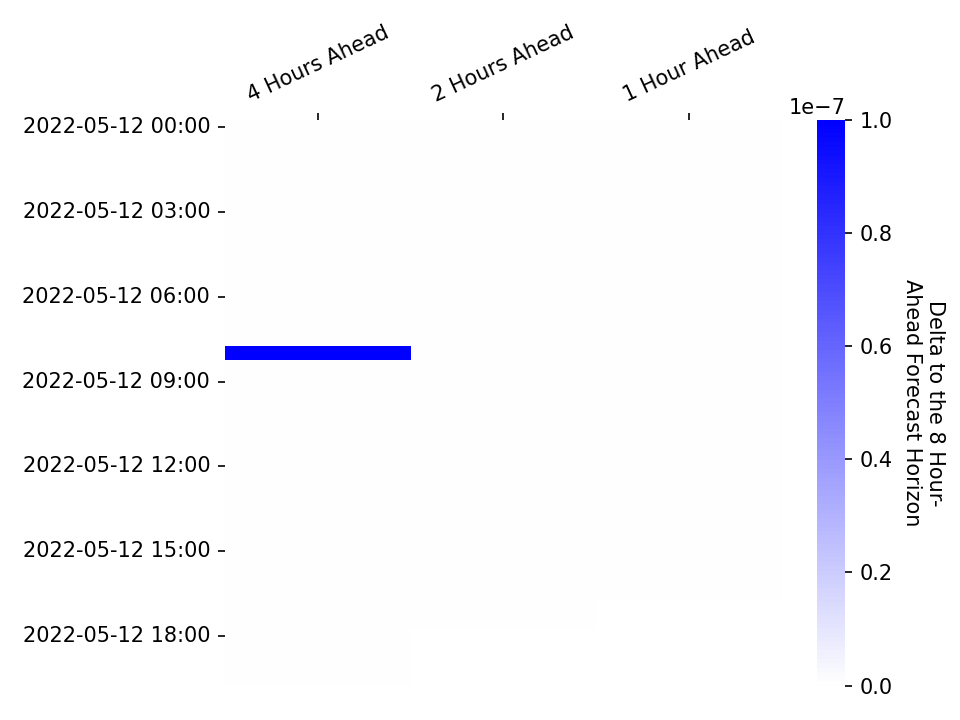 4 Hours Ahead
2 Hours Ahead
1 Hour Ahead
1e−7
2022-05-12 00:00
2022-05-12 03:00
2022-05-12 06:00
2022-05-12 09:00
2022-05-12 12:00
2022-05-12 15:00
2022-05-12 18:00
1.0
0.8
0.6
0.4
0.2
0.0
Delta to the 8 Hour-
Ahead Forecast Horizon